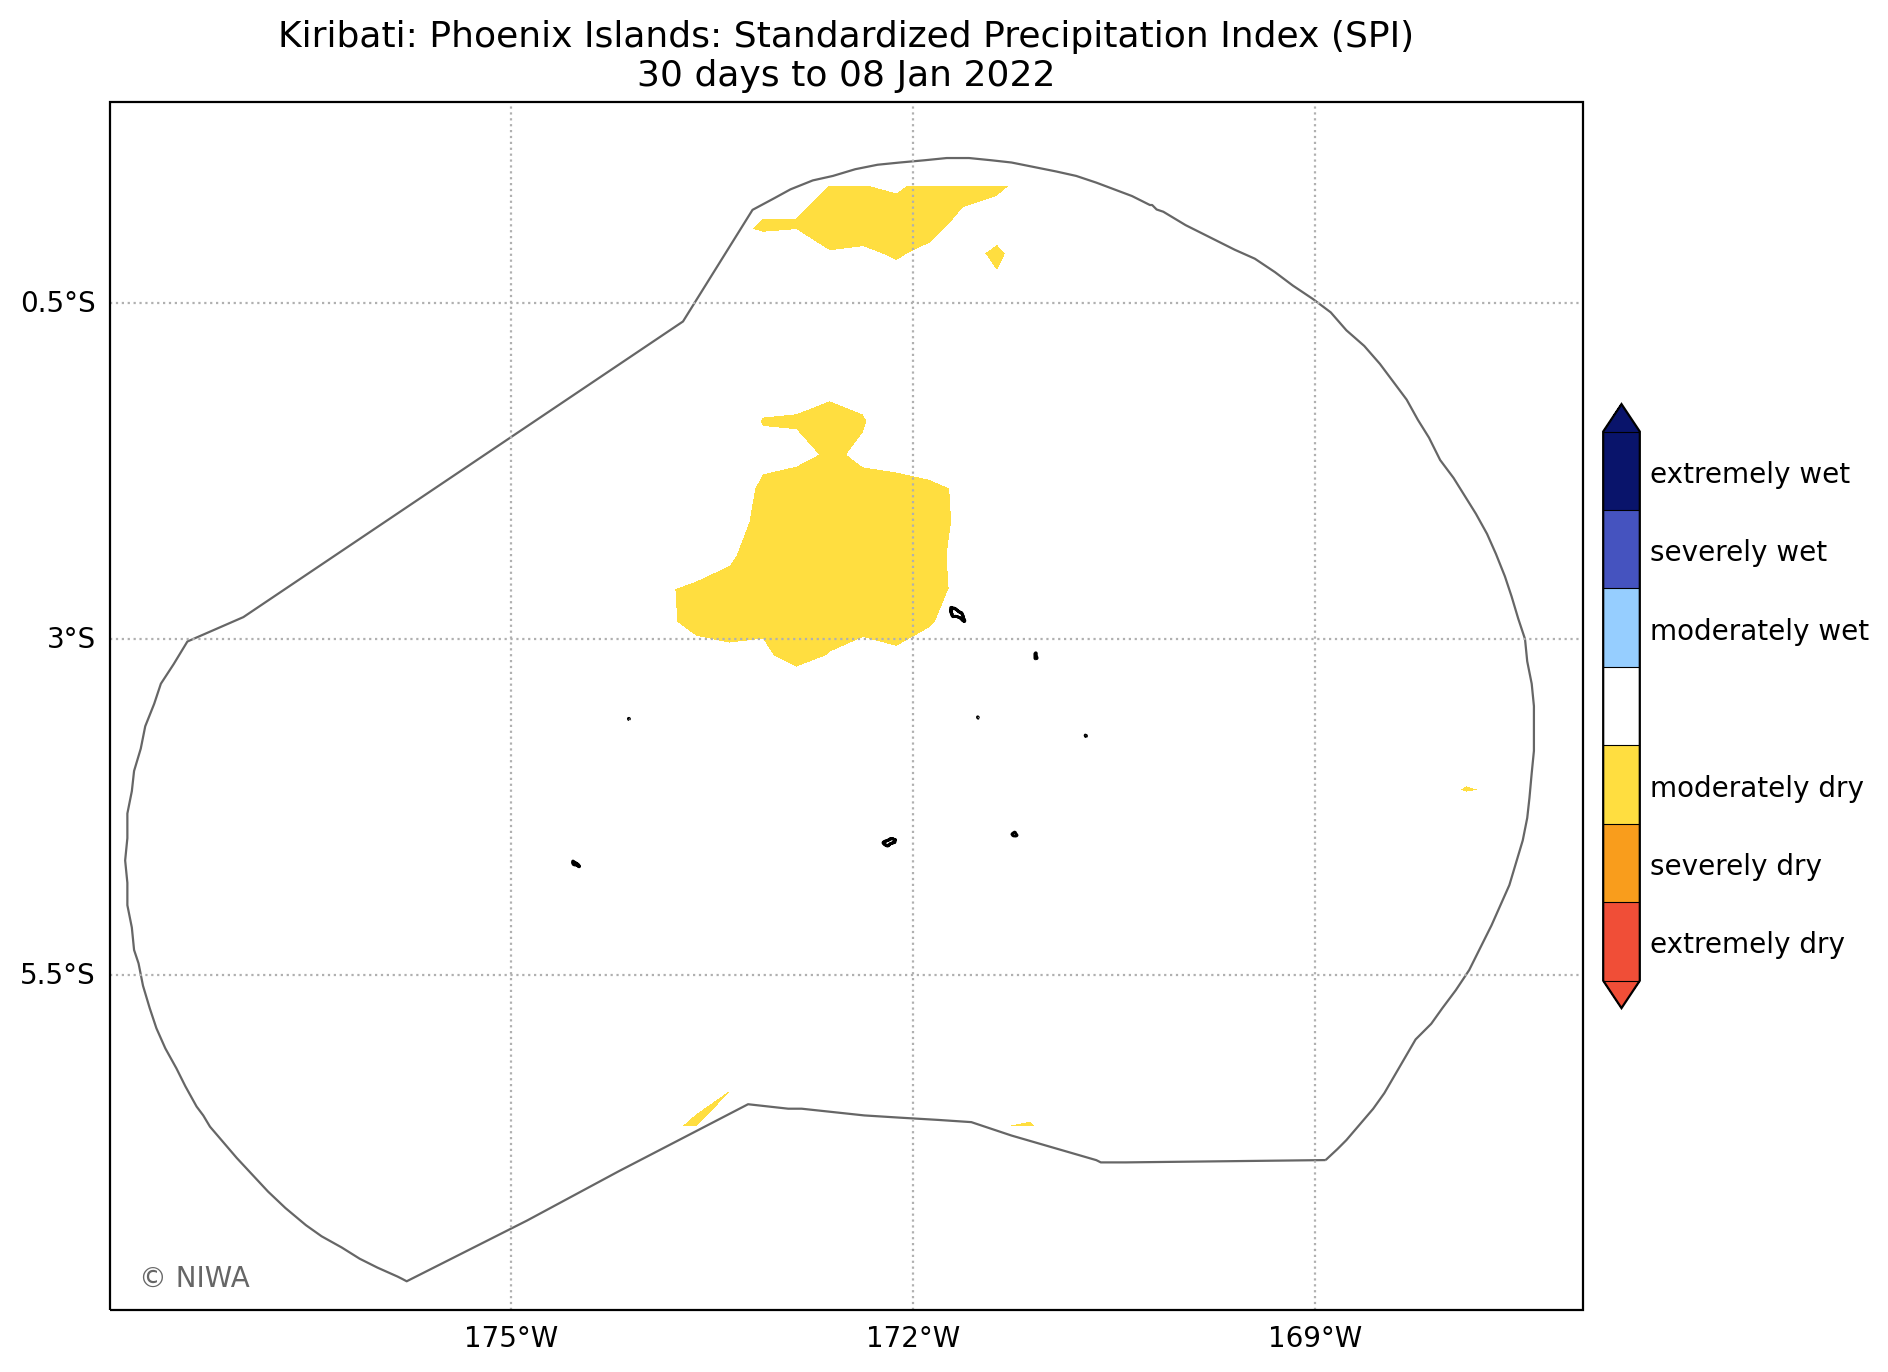 Kiribati: Phoenix Islands: Standardized Precipitation Index (SPI)
30 days to 08 Jan 2022
0.5°S
3°S
5.5°S
175°W
172°W
169°W
extremely wet
severely wet
moderately wet
moderately dry
severely dry
extremely dry
© NIWA